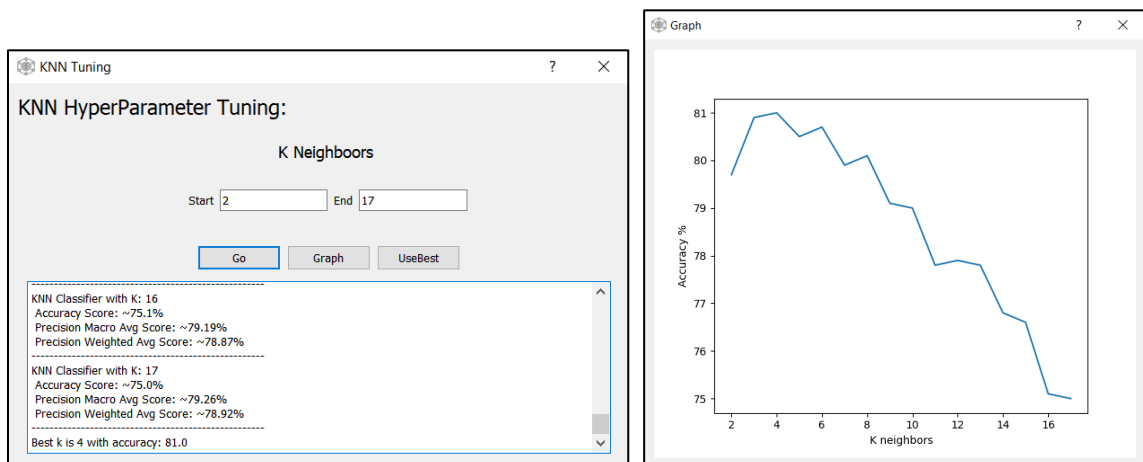 KNN Tuning ? ×
KNN HyperParameter Tuning:
K Neighboors
Start 2 End 17
Go Graph UseBest
----------------------------------------------------
KNN Classifier with K: 16
Accuracy Score: ~75.1%
Precision Macro Avg Score: ~79.19%
Precision Weighted Avg Score: ~78.87%
----------------------------------------------------
KNN Classifier with K: 17
Accuracy Score: ~75.0%
Precision Macro Avg Score: ~79.26%
Precision Weighted Avg Score: ~78.92%
----------------------------------------------------
Best k is 4 with accuracy: 81.0
Graph ? ×
81
80
79
78
77
76
75
Accuracy %
2 4 6 8 10 12 14 16
K neighbors